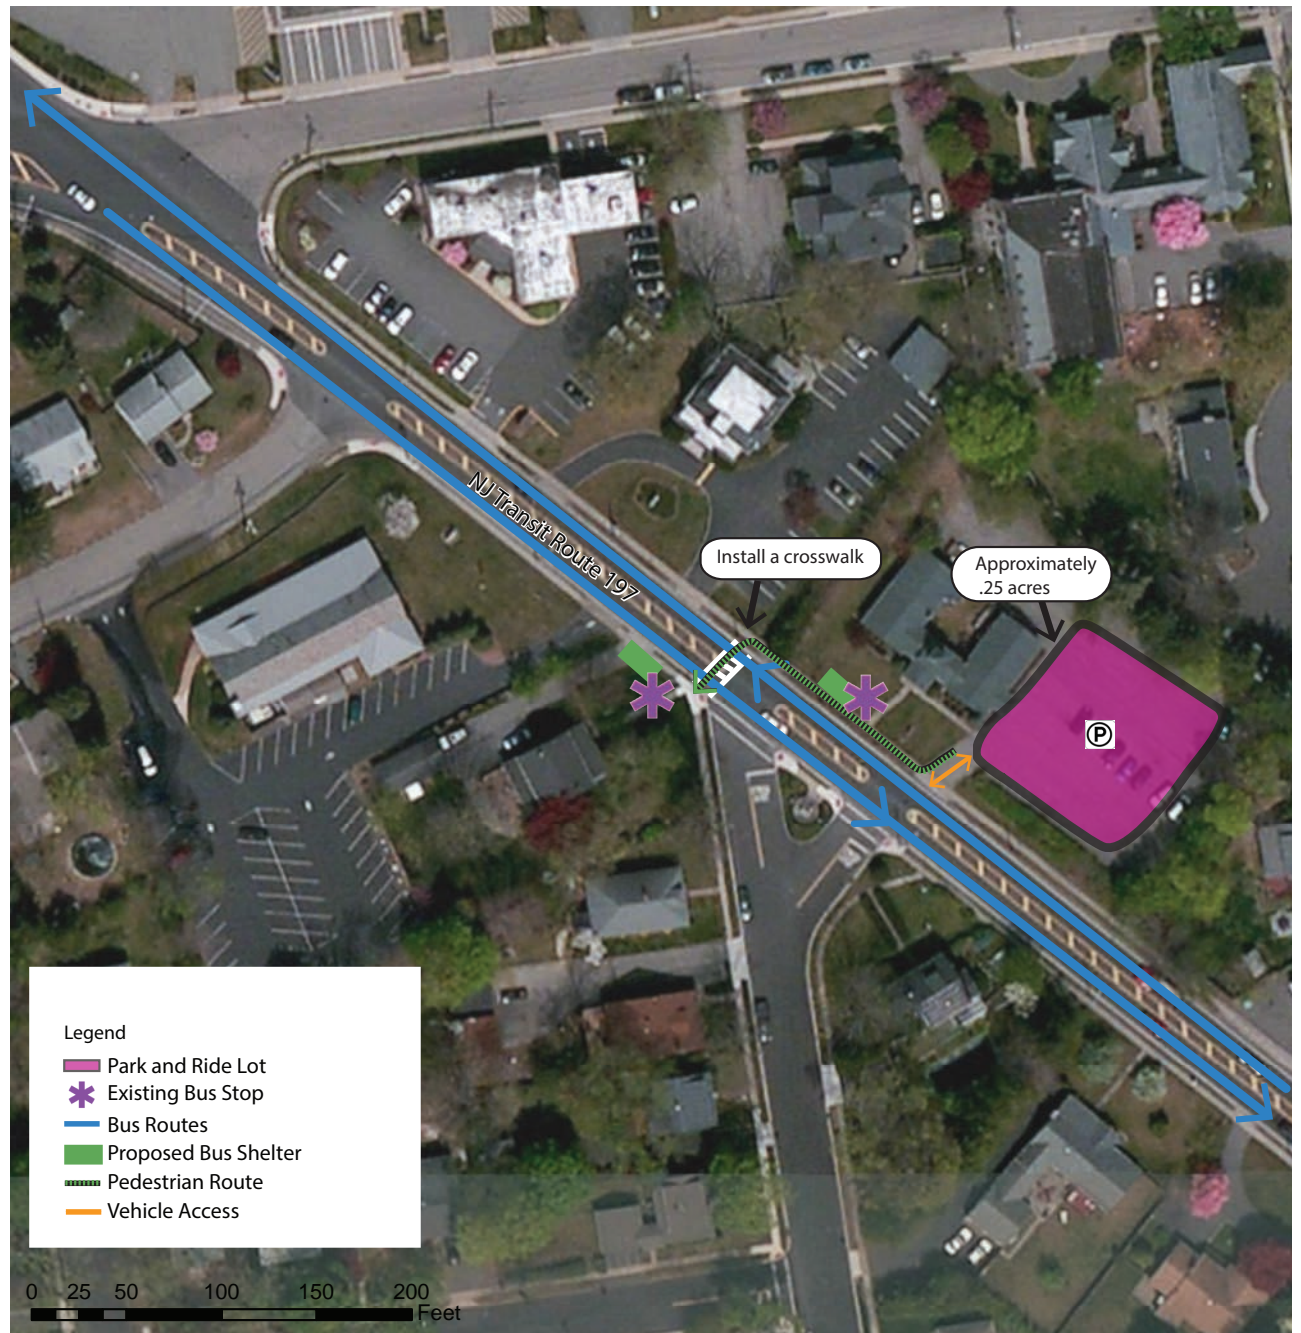 NJ Transit Route 197
Install a crosswalk
Approximately
.25 acres
P
Legend
Park and Ride Lot
Existing Bus Stop
Bus Routes
Proposed Bus Shelter
Pedestrian Route
Vehicle Access
0 25 50 100 150 200
Feet